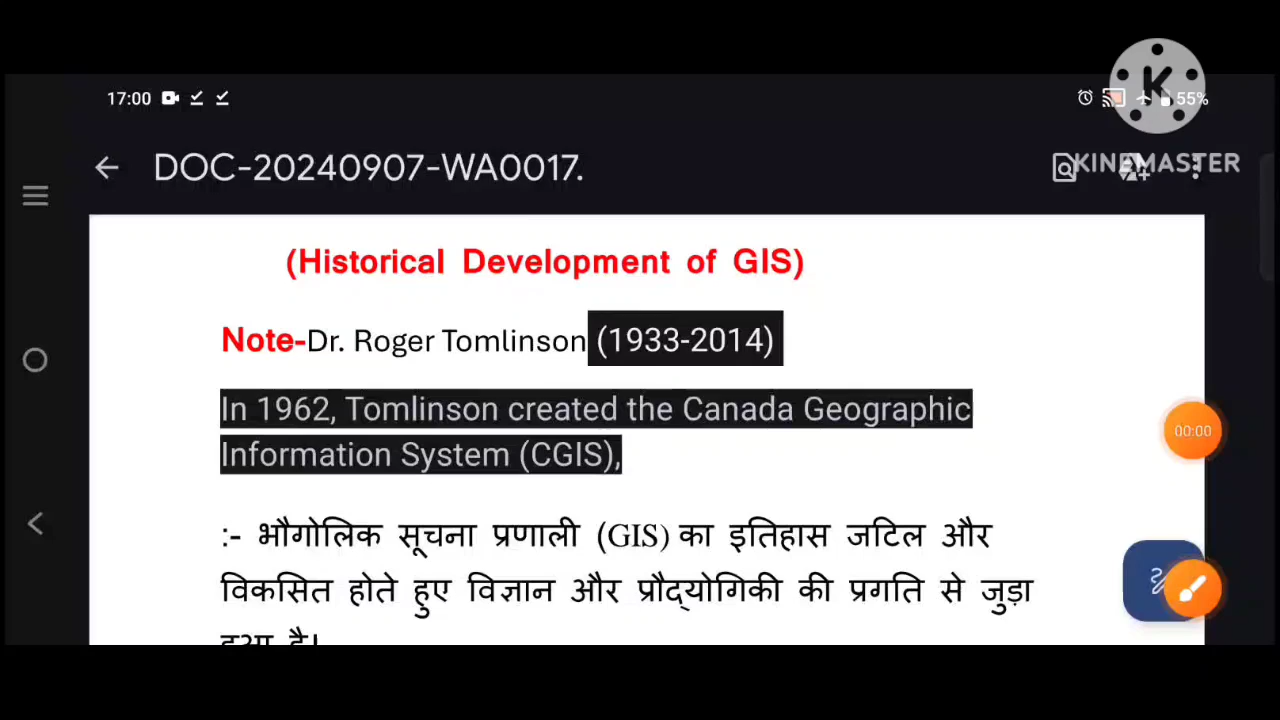 17:00
55%
K
KINEMASTER
DOC-20240907-WA0017.
(Historical Development of GIS)
Note-Dr. Roger Tomlinson (1933-2014)
In 1962, Tomlinson created the Canada Geographic
Information System (CGIS),
00:00
:- भौगोलिक सूचना प्रणाली (GIS) का इतिहास जटिल और
विकसित होते हुए विज्ञान और प्रौद्योगिकी की प्रगति से जुड़ा
हुआ है।